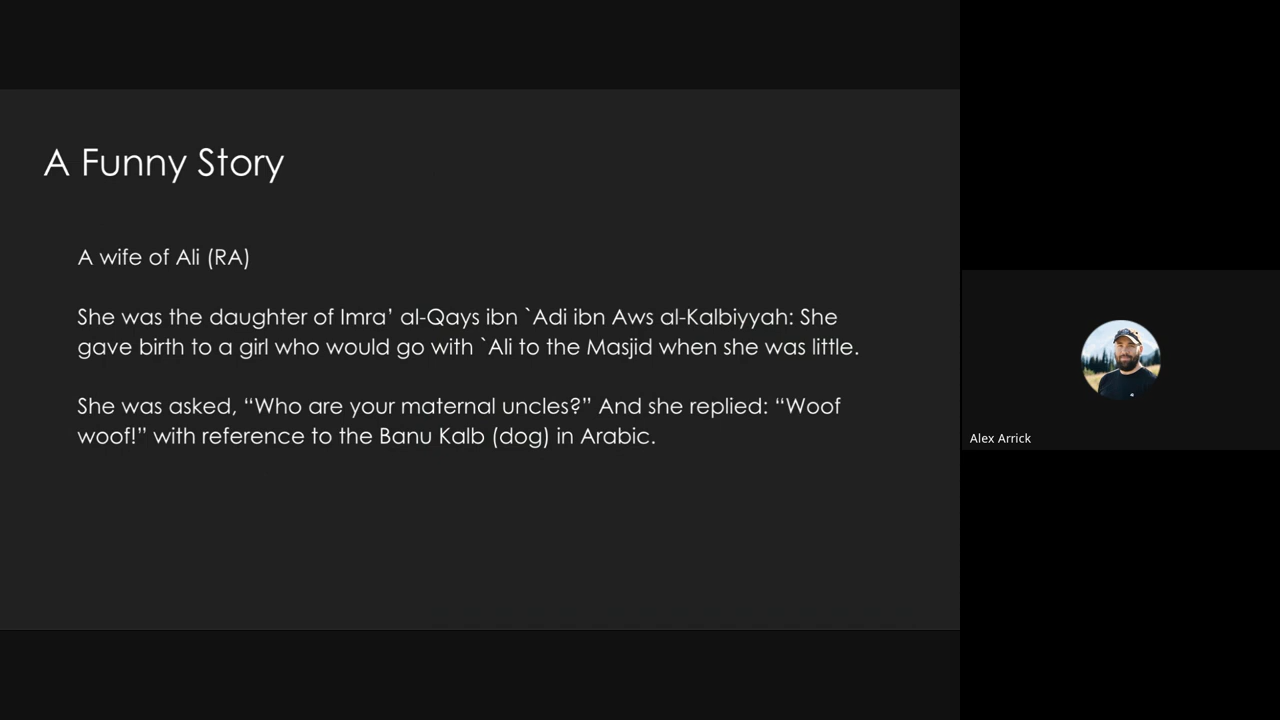 A Funny Story
A wife of Ali (RA)
She was the daughter of Imra’ al-Qays ibn `Adi ibn Aws al-Kalbiyyah: She
gave birth to a girl who would go with `Ali to the Masjid when she was little.
She was asked, “Who are your maternal uncles?” And she replied: “Woof
woof!” with reference to the Banu Kalb (dog) in Arabic.
Alex Arrick